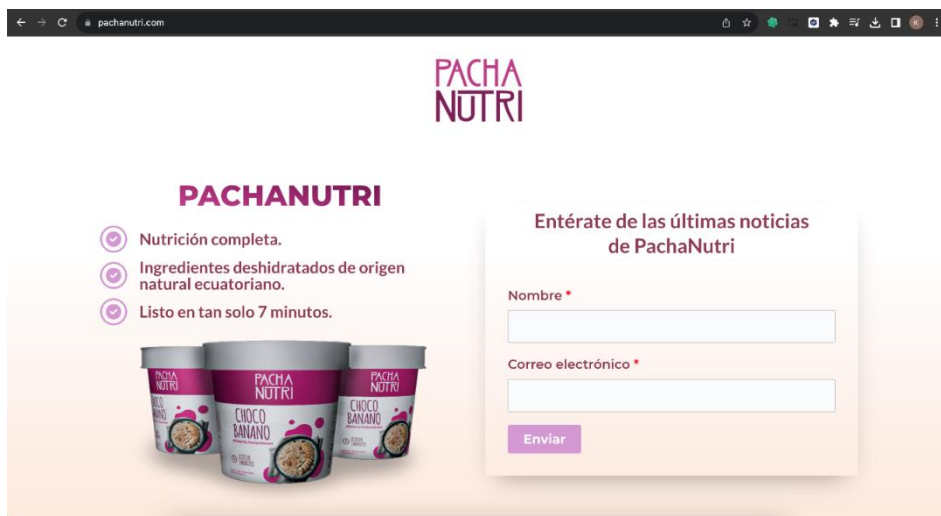 pachanutri.com
K
PACHA
NUTRI
PACHANUTRI
Nutrición completa.
Ingredientes deshidratados de origen
natural ecuatoriano.
Listo en tan solo 7 minutos.
Entérate de las últimas noticias
de PachaNutri
Nombre *
Correo electrónico *
Enviar
PACHA
NUTRI
PACHA
NUTRI
CHOCO
BANANO
PACHA
NUTRI
CHOCO
BANANO